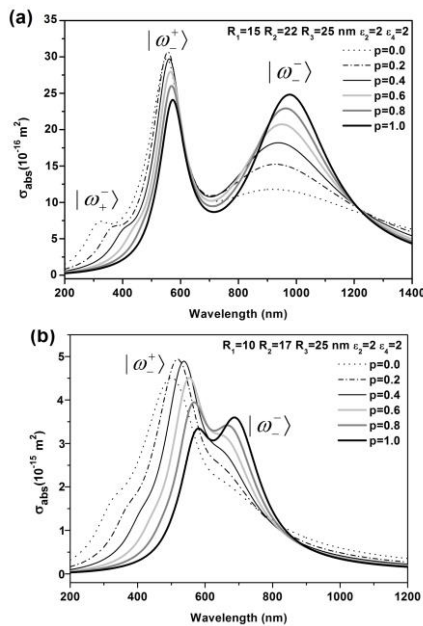 (a)
R₁=15 R₂=22 R₃=25 nm ε₂=2 ε₄=2
|ω₋⁺⟩
|ω₋⁻⟩
|ω₊⁻⟩
p=0.0
p=0.2
p=0.4
p=0.6
p=0.8
p=1.0
σabs(10⁻¹⁶ m²)
30
25
20
15
10
5
0
200 400 600 800 1000 1200 1400
Wavelength (nm)
(b)
R₁=10 R₂=17 R₃=25 nm ε₂=2 ε₄=2
|ω₋⁺⟩
|ω₋⁻⟩
p=0.0
p=0.2
p=0.4
p=0.6
p=0.8
p=1.0
σabs(10⁻¹⁵ m²)
5
4
3
2
1
0
200 400 600 800 1000 1200
Wavelength (nm)